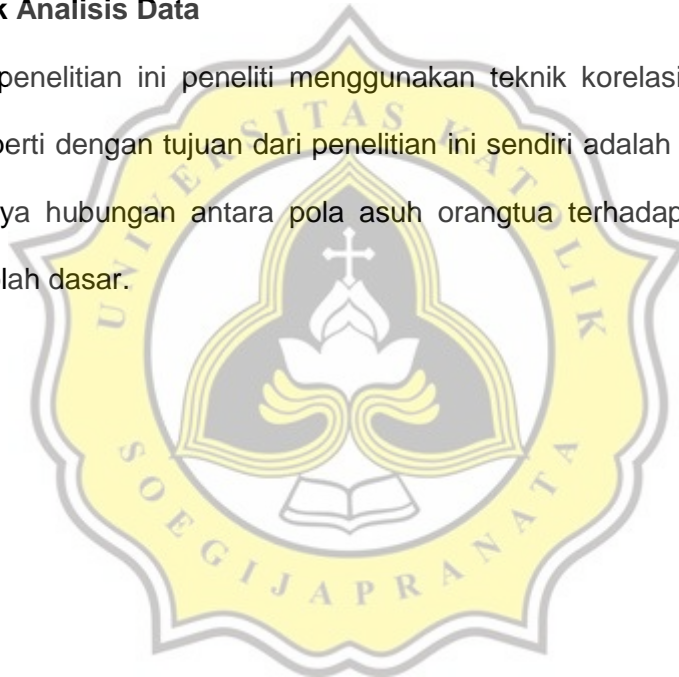 k Analisis Data
penelitian ini peneliti menggunakan teknik korelasi
perti dengan tujuan dari penelitian ini sendiri adalah
ya hubungan antara pola asuh orangtua terhadap
lah dasar.
UNIVERSITAS KATOLIK
SOEGIJAPRANATA